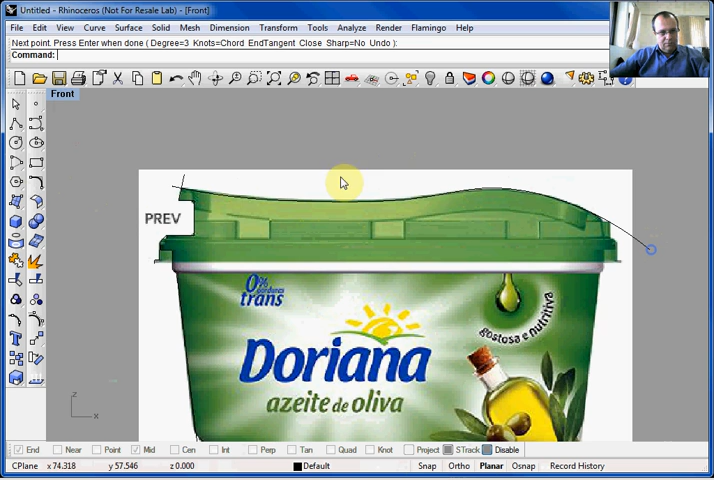 Untitled - Rhinoceros (Not For Resale Lab) - [Front]
File Edit View Curve Surface Solid Mesh Dimension Transform Tools Analyze Render Flamingo Help
Next point. Press Enter when done ( Degree=3 Knots=Chord EndTangent Close Sharp=No Undo ):
Command:
Front
PREV
0%
gorduras
trans
gostosa e nutritiva
Doriana
azeite de oliva
z
x
End Near Point Mid Cen Int Perp Tan Quad Knot Project STrack Disable
CPlane x 74.318 y 57.546 z 0.000 Default Snap Ortho Planar Osnap Record History